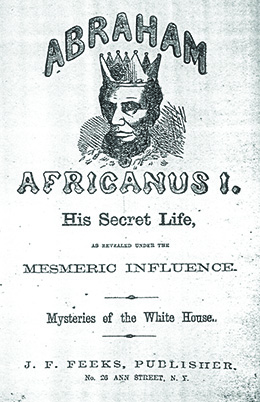 ABRAHAM
AFRICANUS I.
His Secret Life,
AS REVEALED UNDER THE
MESMERIC INFLUENCE.
Mysteries of the White House.
J. F. FEEKS, PUBLISHER.
No. 26 ANN STREET, N. Y.